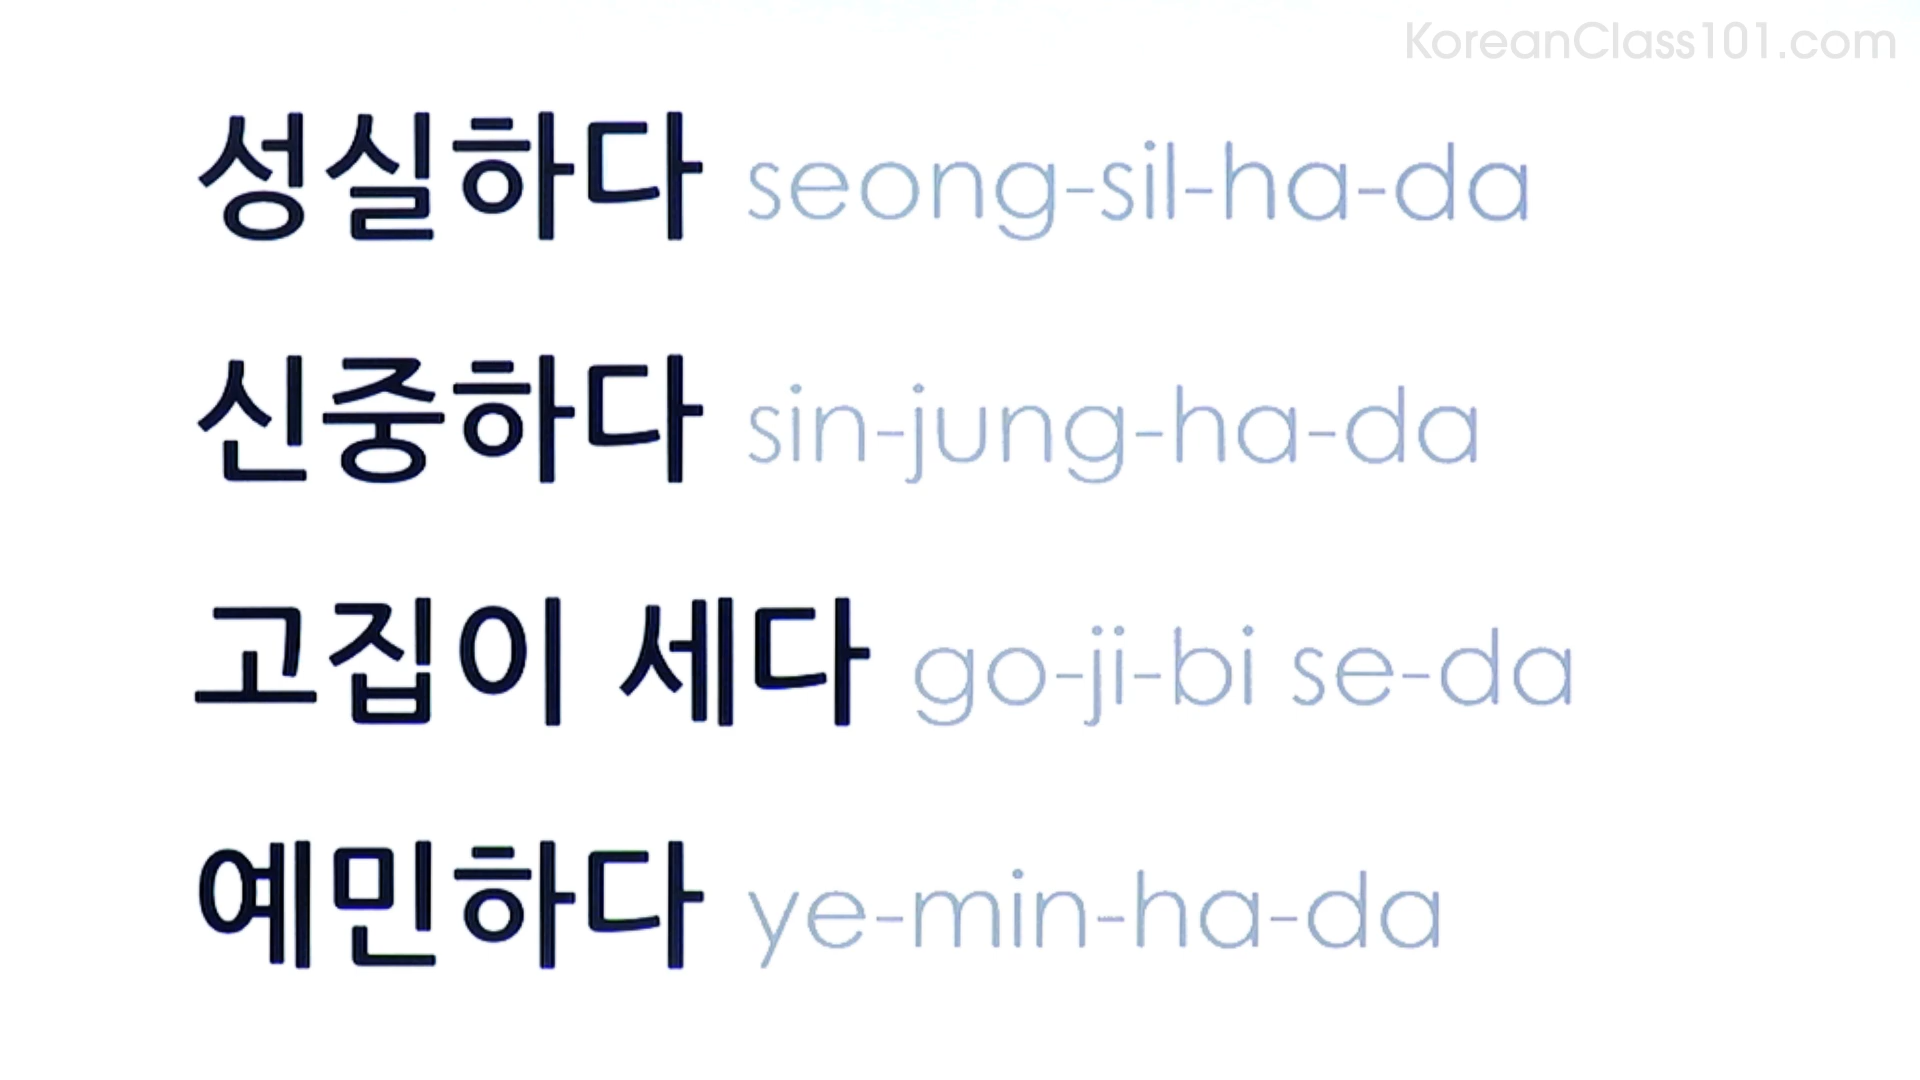 KoreanClass101.com
성실하다 seong-sil-ha-da
신중하다 sin-jung-ha-da
고집이 세다 go-ji-bi se-da
예민하다 ye-min-ha-da